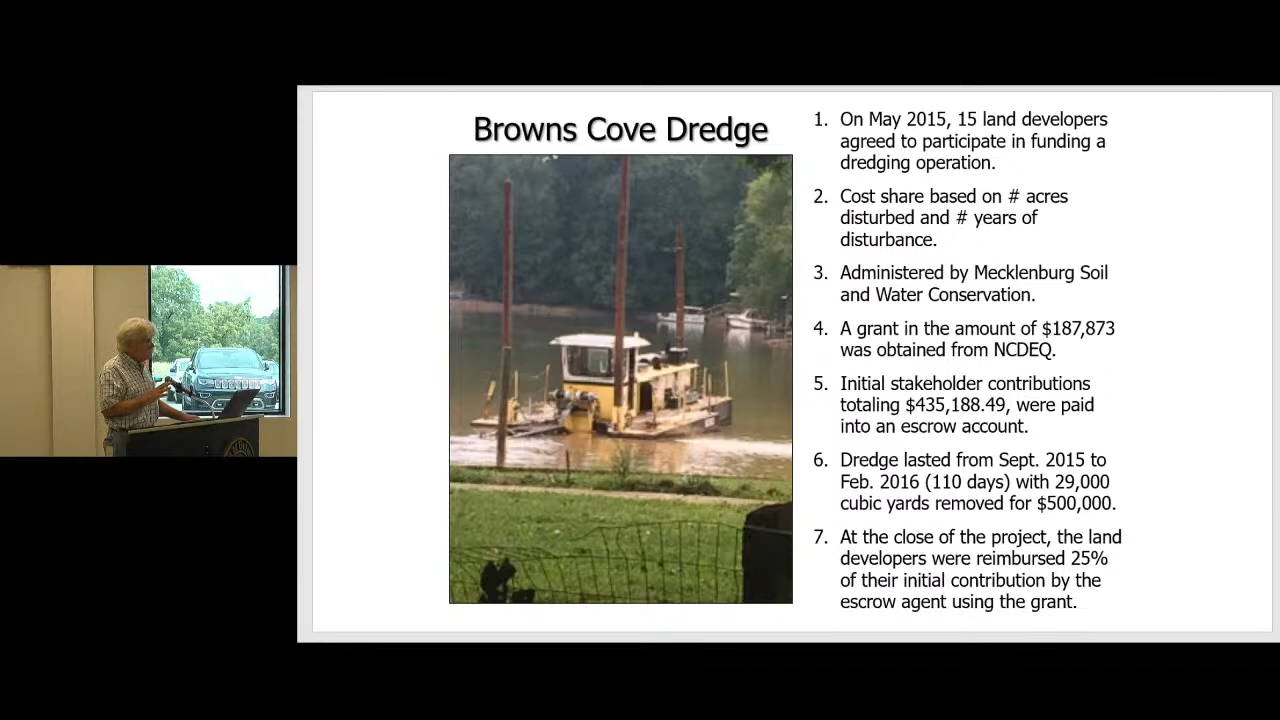 Browns Cove Dredge
1. On May 2015, 15 land developers
agreed to participate in funding a
dredging operation.
2. Cost share based on # acres
disturbed and # years of
disturbance.
3. Administered by Mecklenburg Soil
and Water Conservation.
4. A grant in the amount of $187,873
was obtained from NCDEQ.
5. Initial stakeholder contributions
totaling $435,188.49, were paid
into an escrow account.
6. Dredge lasted from Sept. 2015 to
Feb. 2016 (110 days) with 29,000
cubic yards removed for $500,000.
7. At the close of the project, the land
developers were reimbursed 25%
of their initial contribution by the
escrow agent using the grant.